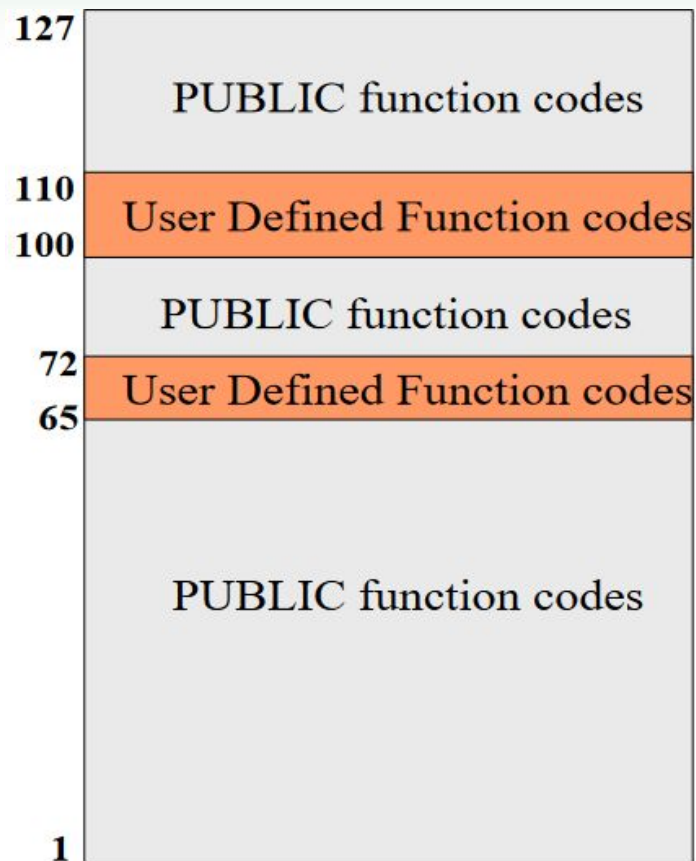 127
PUBLIC function codes
110
User Defined Function codes
100
PUBLIC function codes
72
User Defined Function codes
65
PUBLIC function codes
1